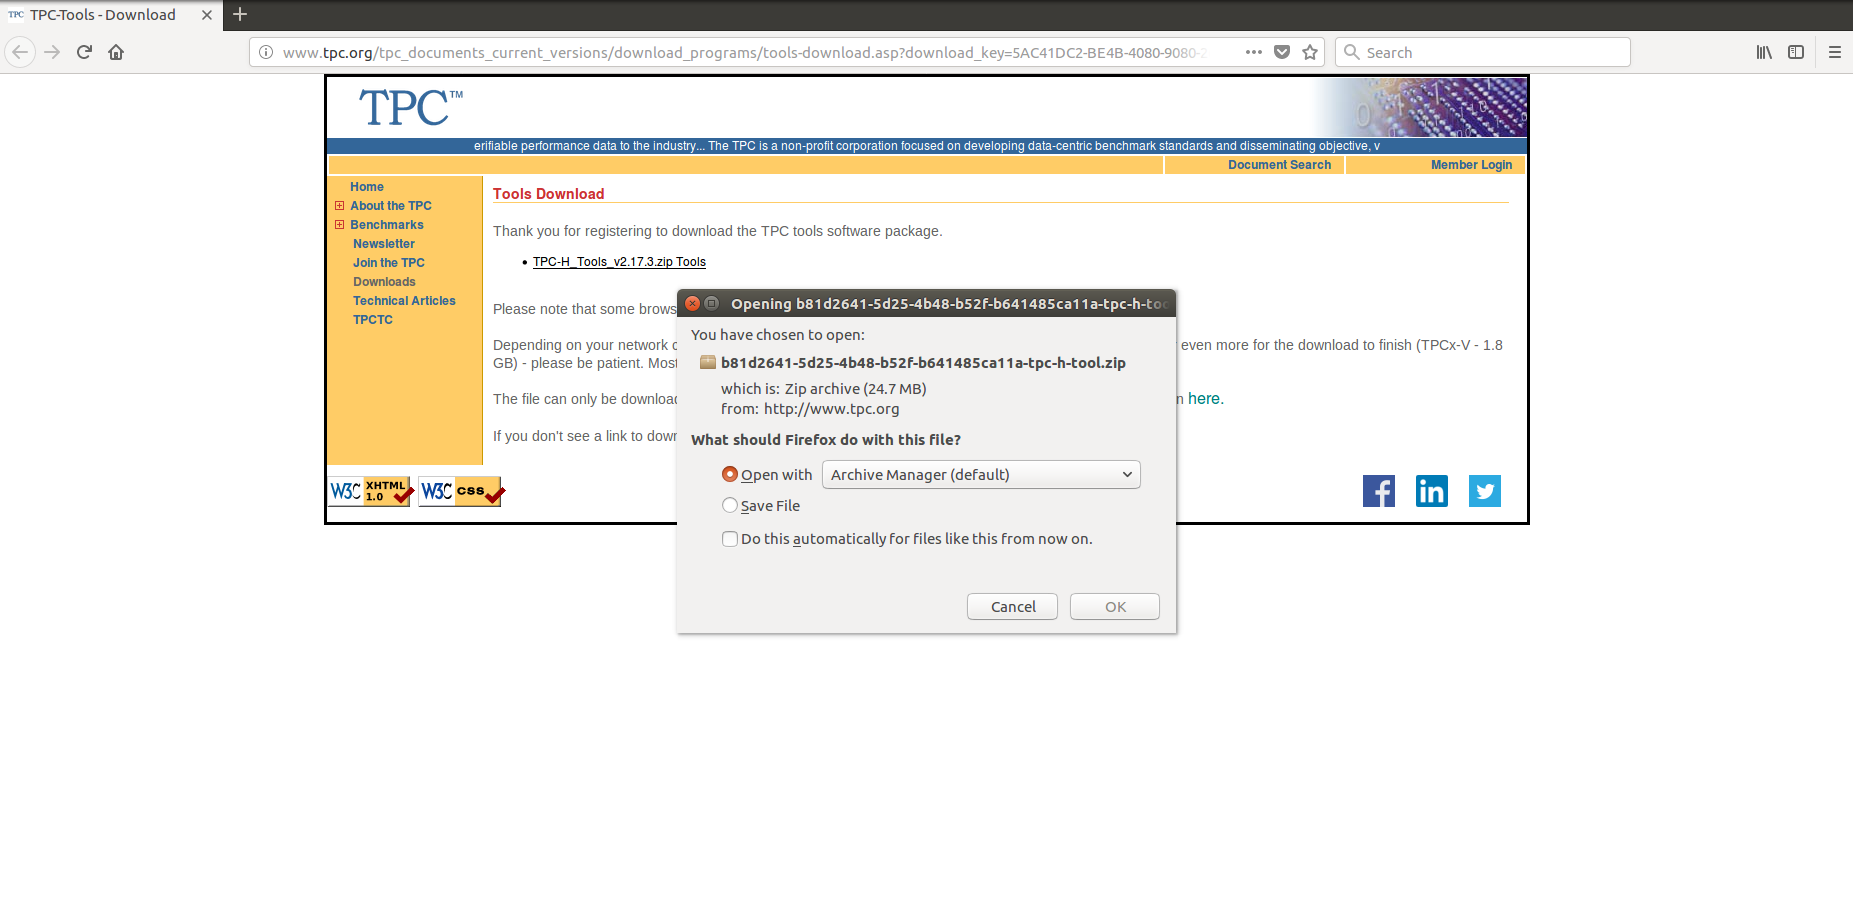 TPC TPC-Tools - Download
www.tpc.org/tpc_documents_current_versions/download_programs/tools-download.asp?download_key=5AC41DC2-BE4B-4080-9080-
Search
TPC™
erifiable performance data to the industry... The TPC is a non-profit corporation focused on developing data-centric benchmark standards and disseminating objective, v
Document Search
Member Login
Home
About the TPC
Benchmarks
Newsletter
Join the TPC
Downloads
Technical Articles
TPCTC
Tools Download
Thank you for registering to download the TPC tools software package.
• TPC-H_Tools_v2.17.3.zip Tools
Please note that some brows
Depending on your network c even more for the download to finish (TPCx-V - 1.8
GB) - please be patient. Most
The file can only be downloa n here.
If you don't see a link to dow
Opening b81d2641-5d25-4b48-b52f-b641485ca11a-tpc-h-too
You have chosen to open:
b81d2641-5d25-4b48-b52f-b641485ca11a-tpc-h-tool.zip
which is: Zip archive (24.7 MB)
from: http://www.tpc.org
What should Firefox do with this file?
Open with Archive Manager (default)
Save File
Do this automatically for files like this from now on.
Cancel OK
W3C XHTML 1.0
W3C css